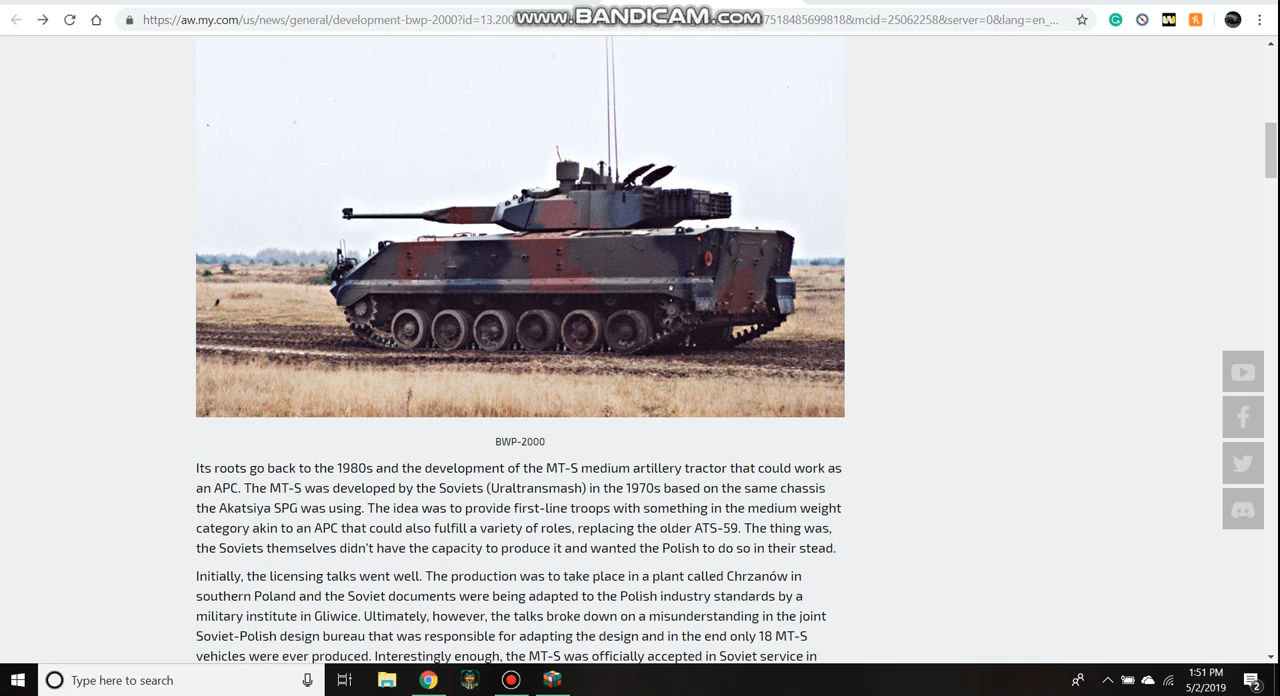 www.BANDICAM.com
https://aw.my.com/us/news/general/development-bwp-2000?id=13.200
7518485699818&mcid=25062258&server=0&lang=en_...
BWP-2000
Its roots go back to the 1980s and the development of the MT-S medium artillery tractor that could work as
an APC. The MT-S was developed by the Soviets (Uraltransmash) in the 1970s based on the same chassis
the Akatsiya SPG was using. The idea was to provide first-line troops with something in the medium weight
category akin to an APC that could also fulfill a variety of roles, replacing the older ATS-59. The thing was,
the Soviets themselves didn't have the capacity to produce it and wanted the Polish to do so in their stead.
Initially, the licensing talks went well. The production was to take place in a plant called Chrzanów in
southern Poland and the Soviet documents were being adapted to the Polish industry standards by a
military institute in Gliwice. Ultimately, however, the talks broke down on a misunderstanding in the joint
Soviet-Polish design bureau that was responsible for adapting the design and in the end only 18 MT-S
vehicles were ever produced. Interestingly enough, the MT-S was officially accepted in Soviet service in
Type here to search
1:51 PM
5/2/2019
2